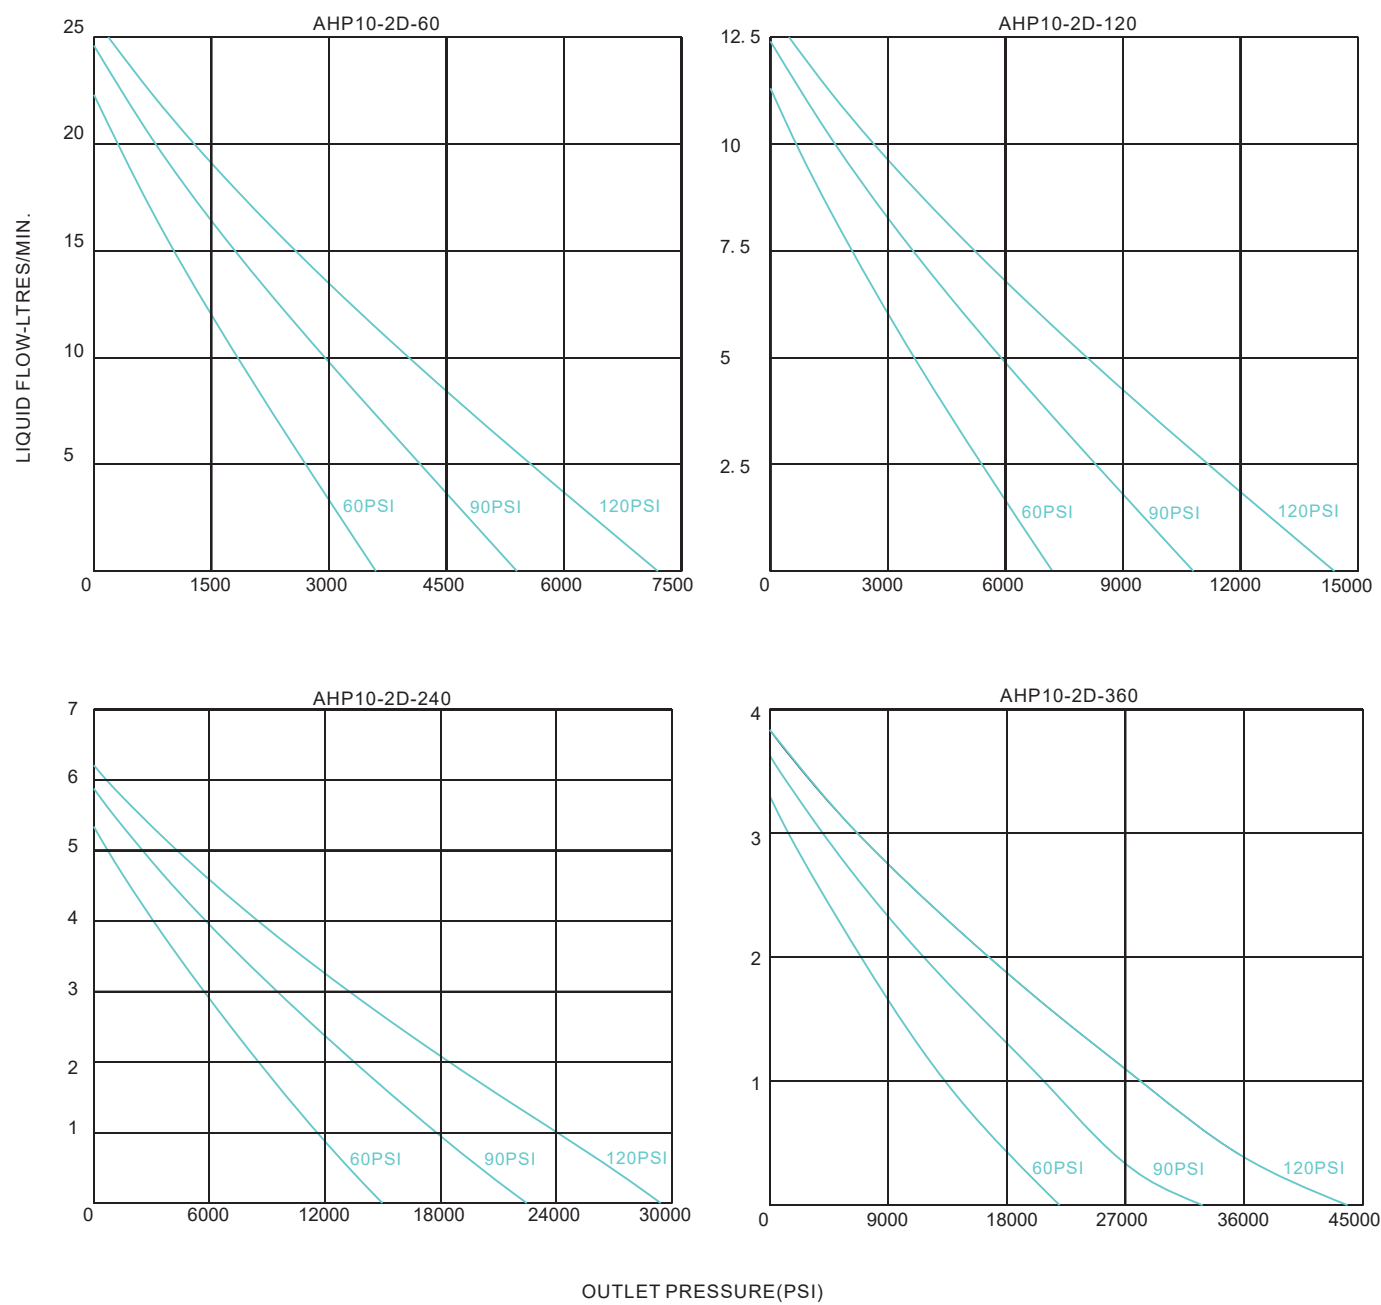 AHP10-2D-60
25
20
15
10
5
LIQUID FLOW-LTRES/MIN.
60PSI
90PSI
120PSI
0 1500 3000 4500 6000 7500
AHP10-2D-120
12.5
10
7.5
5
2.5
60PSI
90PSI
120PSI
0 3000 6000 9000 12000 15000
AHP10-2D-240
7
6
5
4
3
2
1
60PSI
90PSI
120PSI
0 6000 12000 18000 24000 30000
AHP10-2D-360
4
3
2
1
60PSI
90PSI
120PSI
0 9000 18000 27000 36000 45000
OUTLET PRESSURE(PSI)